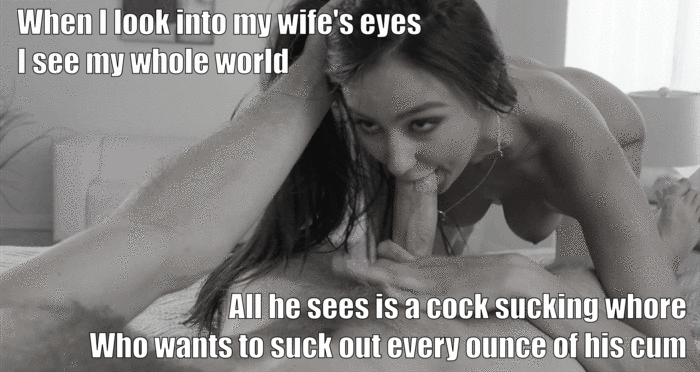 When I look into my wife's eyes
I see my whole world
All he sees is a cock sucking whore
Who wants to suck out every ounce of his cum